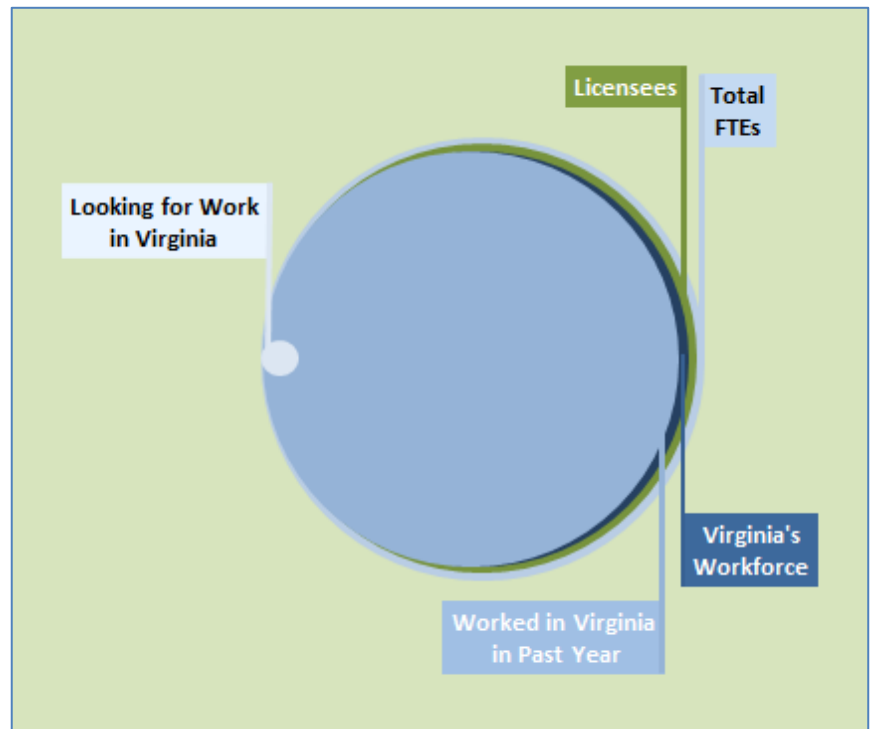 Licensees
Total
FTEs
Looking for Work
in Virginia
Virginia's
Workforce
Worked in Virginia
in Past Year